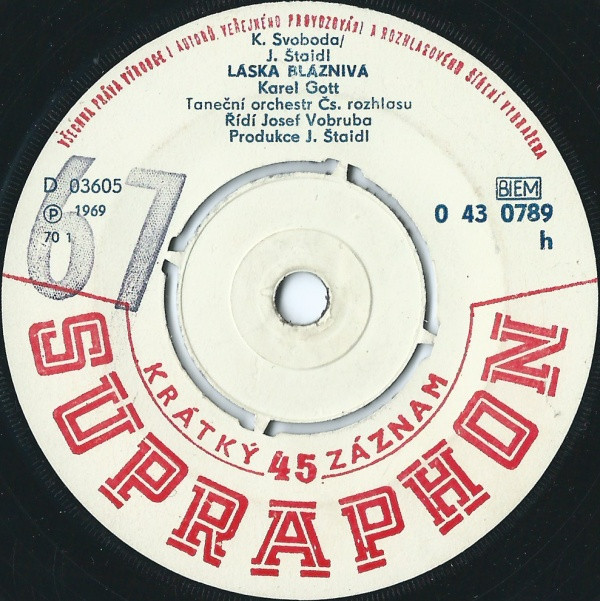 VŠECHNA PRÁVA VÝROBCE I AUTORŮ, VEŘEJNÉHO PROVOZOVÁNÍ A ROZHLASOVÉHO ŠÍŘENÍ VYHRAŽENA
K. Svoboda/
J. Štaidl
LÁSKA BLÁZNIVÁ
Karel Gott
Taneční orchestr Čs. rozhlasu
Řídí Josef Vobruba
Produkce J. Štaidl
67
D 03605
Ⓟ 1969
70 1
BIEM
0 43 0789
h
KRÁTKÝ 45 ZÁZNAM
SUPRAPHON